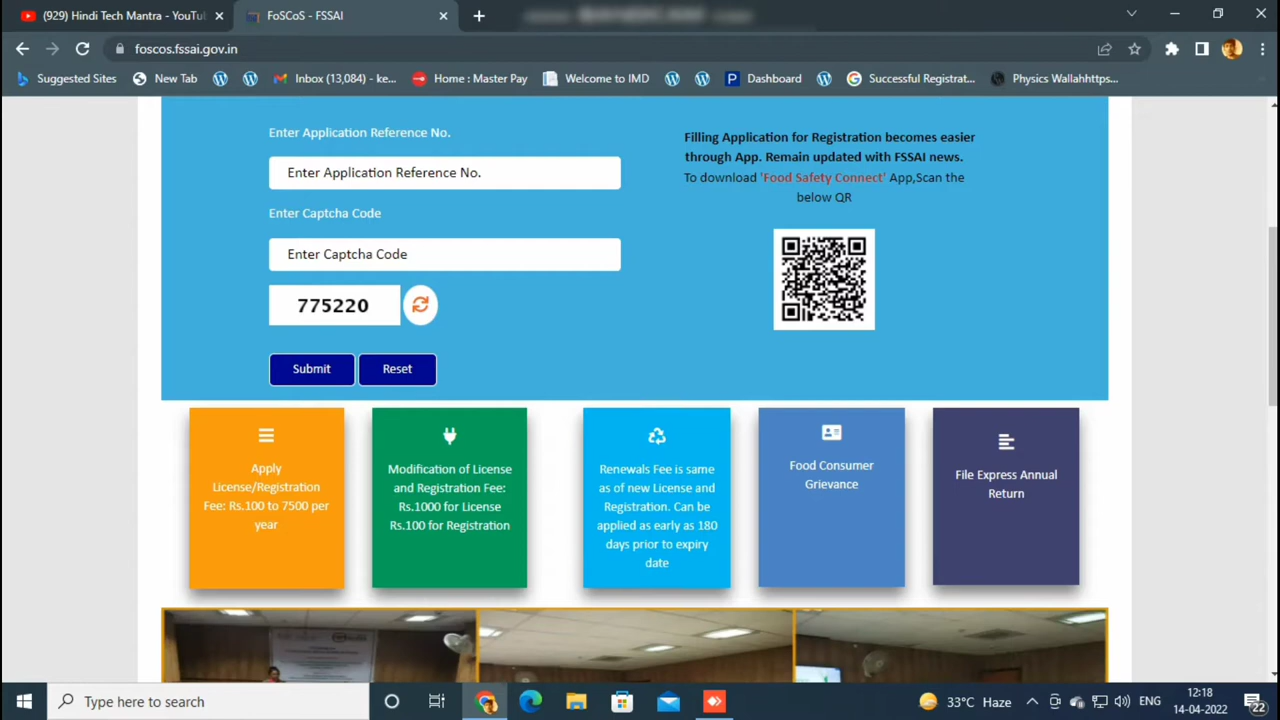 (929) Hindi Tech Mantra - YouTu
FoSCoS - FSSAI
foscos.fssai.gov.in
Suggested Sites
New Tab
Inbox (13,084) - ke...
Home : Master Pay
Welcome to IMD
Dashboard
Successful Registrat...
Physics Wallahhttps...
Enter Application Reference No.
Enter Application Reference No.
Enter Captcha Code
Enter Captcha Code
775220
Submit
Reset
Filling Application for Registration becomes easier
through App. Remain updated with FSSAI news.
To download 'Food Safety Connect' App,Scan the
below QR
Apply
License/Registration
Fee: Rs.100 to 7500 per
year
Modification of License
and Registration Fee:
Rs.1000 for License
Rs.100 for Registration
Renewals Fee is same
as of new License and
Registration. Can be
applied as early as 180
days prior to expiry
date
Food Consumer
Grievance
File Express Annual
Return
Type here to search
33°C Haze
ENG
12:18
14-04-2022
22